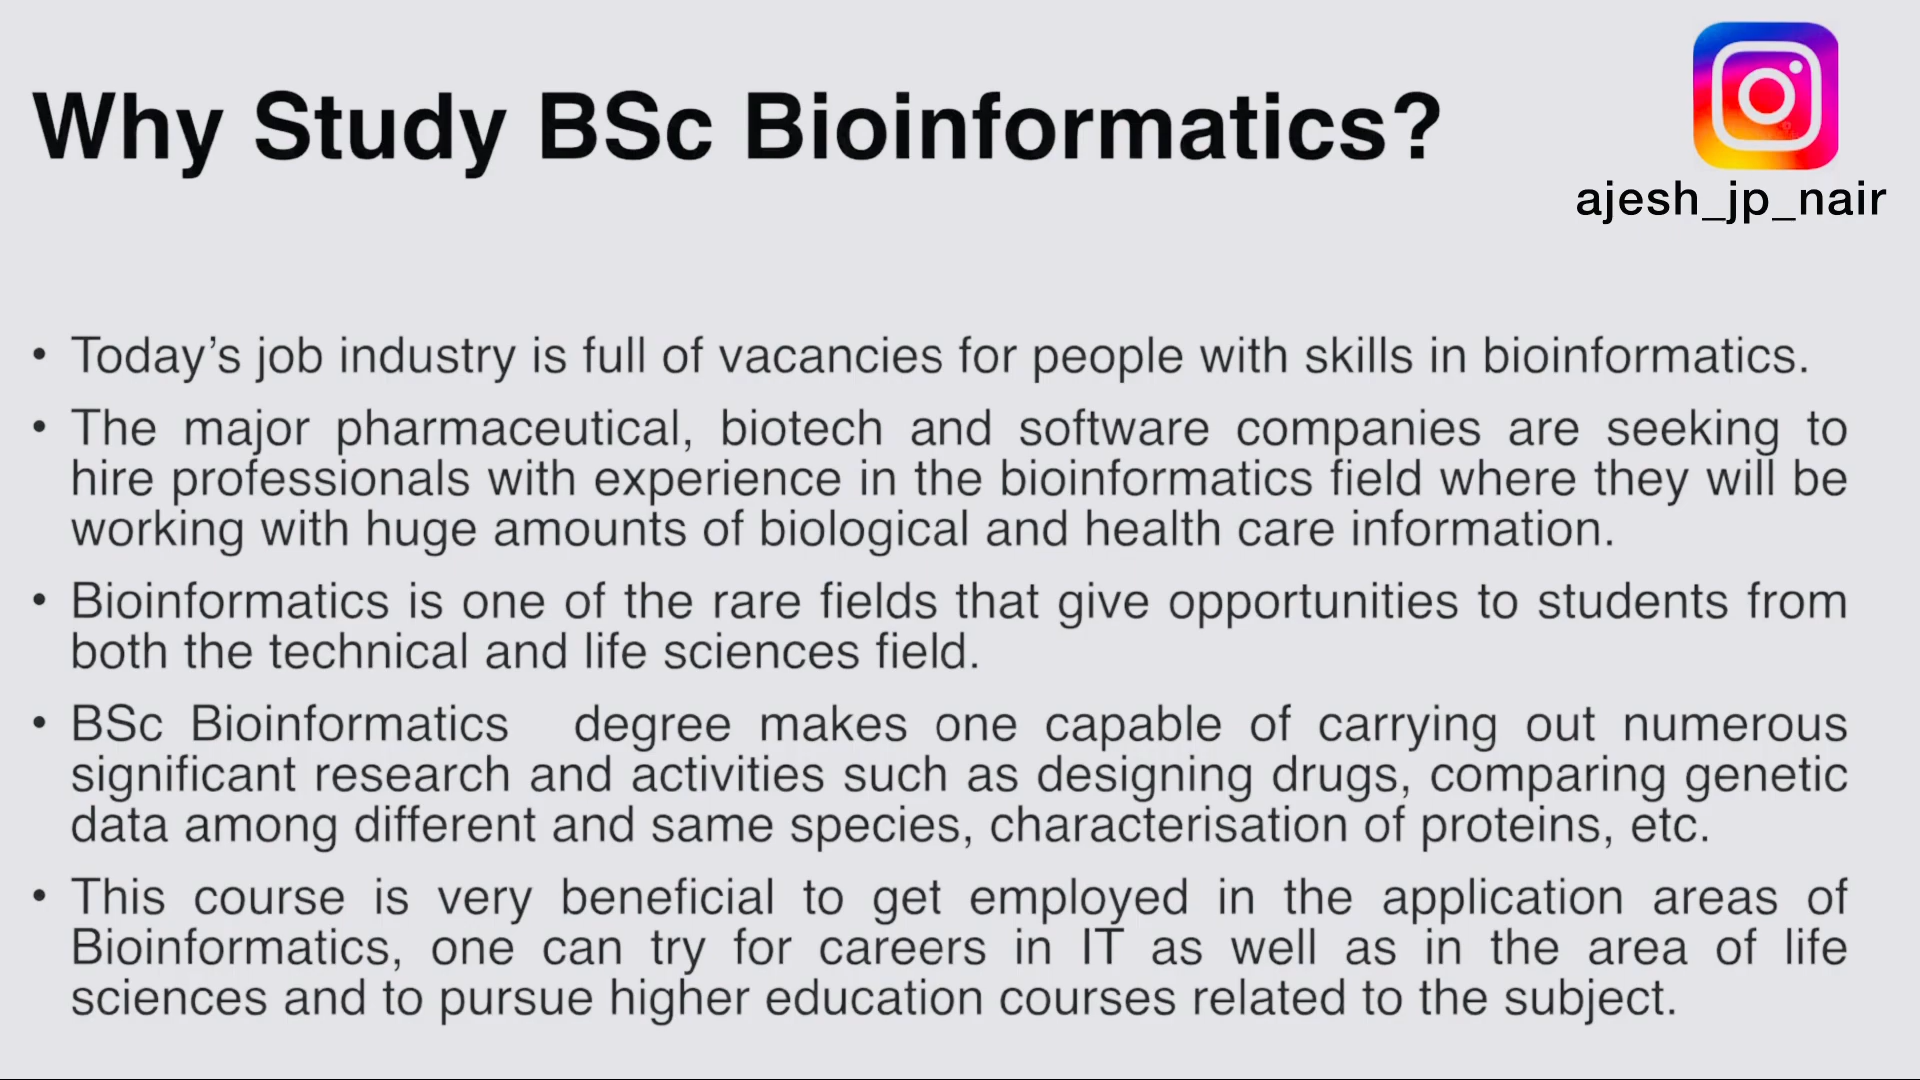 Why Study BSc Bioinformatics?
ajesh_jp_nair
• Today’s job industry is full of vacancies for people with skills in bioinformatics.
• The major pharmaceutical, biotech and software companies are seeking to
hire professionals with experience in the bioinformatics field where they will be
working with huge amounts of biological and health care information.
• Bioinformatics is one of the rare fields that give opportunities to students from
both the technical and life sciences field.
• BSc Bioinformatics degree makes one capable of carrying out numerous
significant research and activities such as designing drugs, comparing genetic
data among different and same species, characterisation of proteins, etc.
• This course is very beneficial to get employed in the application areas of
Bioinformatics, one can try for careers in IT as well as in the area of life
sciences and to pursue higher education courses related to the subject.